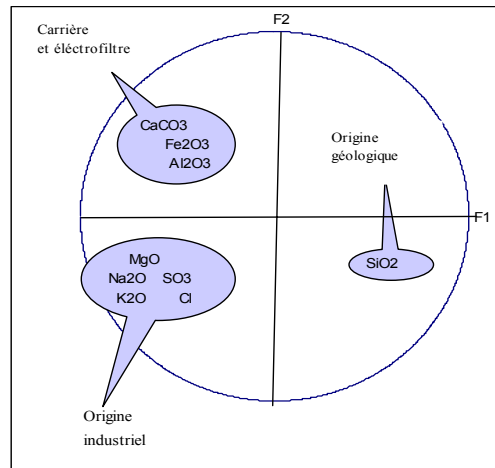 Carrière
et éléctrofiltre
F2
CaCO3
Fe2O3
Al2O3
Origine
géologique
F1
SiO2
MgO
Na2O SO3
K2O Cl
Origine
industriel